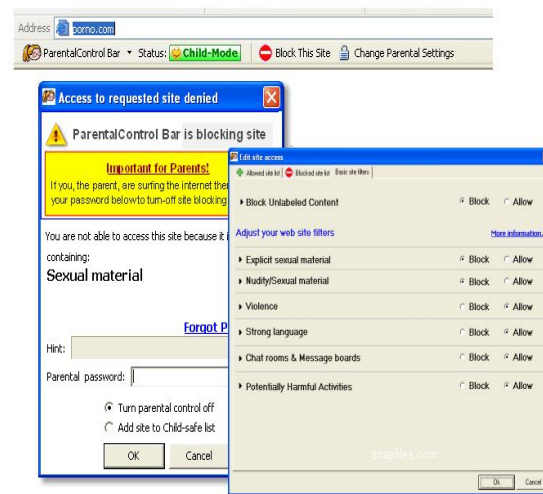 Address porno.com
ParentalControl Bar Status: Child-Mode Block This Site Change Parental Settings
Access to requested site denied
ParentalControl Bar is blocking site
Important for Parents!
If you, the parent, are surfing the internet then
your password belowto turn-off site blocking
You are not able to access this site because it i
containing:
Sexual material
Forgot P
Hint:
Parental password:
Turn parental control off
Add site to Child-safe list
OK Cancel
Edit site access
Allowed site list Blocked site list Basic site filters
Block Unlabeled Content Block Allow
Adjust your web site filters More information.
Explicit sexual material Block Allow
Nudity/Sexual material Block Allow
Violence Block Allow
Strong language Block Allow
Chat rooms & Message boards Block Allow
Potentially Harmful Activities Block Allow
snapfiles.com
Ok Cancel